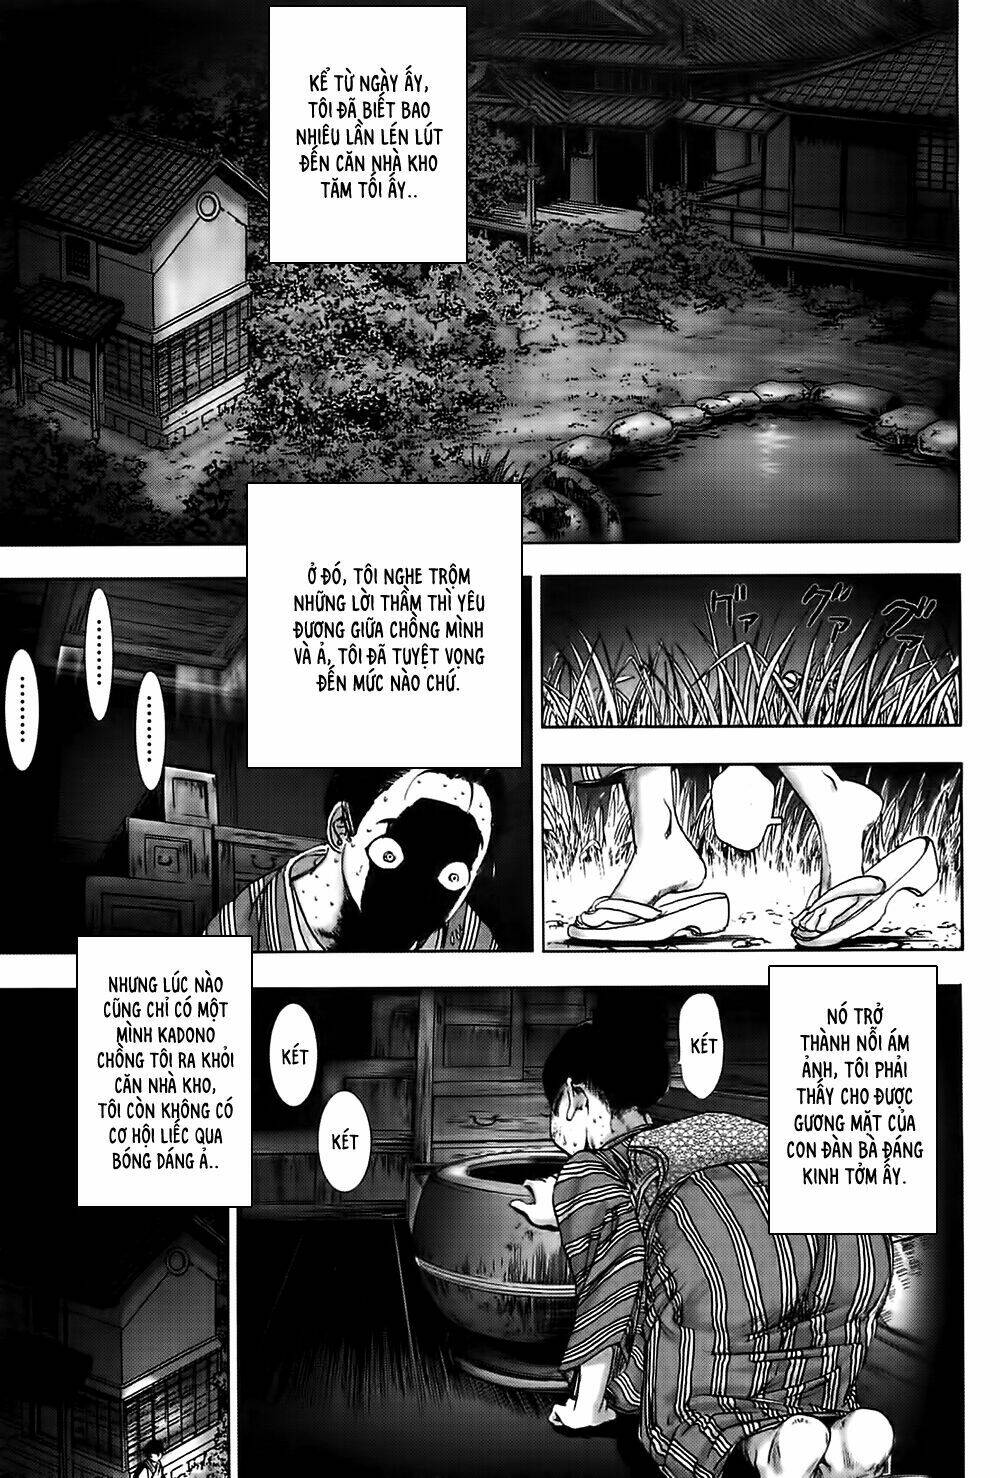 KỂ TỪ NGÀY ẤY,
TÔI ĐÃ BIẾT BAO
NHIÊU LẦN LÉN LÚT
ĐẾN CĂN NHÀ KHO
TĂM TỐI ẤY..
グァ
グァ
グァ
Ở ĐÓ, TÔI NGHE TRỘM
NHỮNG LỜI THẦM THÌ YÊU
ĐƯƠNG GIỮA CHỒNG MÌNH
VÀ Ả, TÔI ĐÃ TUYỆT VỌNG
ĐẾN MỨC NÀO CHỨ.
.........
.........
.........
NÓ TRỞ
THÀNH NỖI ÁM
ẢNH, TÔI PHẢI
THẤY CHO ĐƯỢC
GƯƠNG MẶT CỦA
CON ĐÀN BÀ ĐÁNG
KINH TỞM ẤY.
KÉT
KÉT
KÉT
NHƯNG LÚC NÀO
CŨNG CHỈ CÓ MỘT
MÌNH KADONO
CHỒNG TÔI RA KHỎI
CĂN NHÀ KHO,
TÔI CÒN KHÔNG CÓ
CƠ HỘI LIẾC QUA
BÓNG DÁNG Ả..